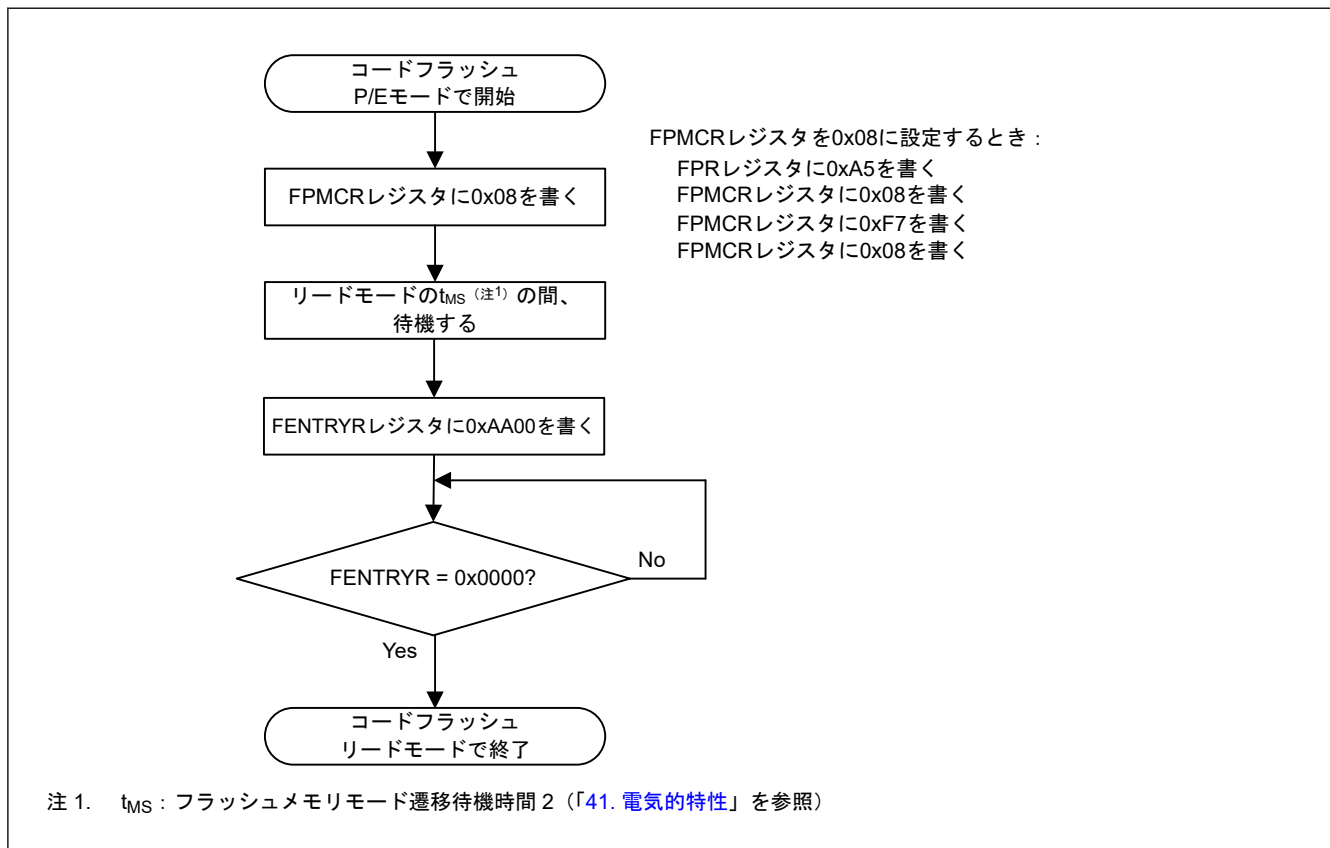 コードフラッシュ
P/Eモードで開始
FPMCRレジスタを0x08に設定するとき：
FPRレジスタに0xA5を書く
FPMCRレジスタに0x08を書く
FPMCRレジスタに0xF7を書く
FPMCRレジスタに0x08を書く
FPMCRレジスタに0x08を書く
リードモードのtMS（注1）の間、
待機する
FENTRYRレジスタに0xAA00を書く
FENTRYR = 0x0000?
No
Yes
コードフラッシュ
リードモードで終了
注 1. tMS：フラッシュメモリモード遷移待機時間 2（「41. 電気的特性」を参照）